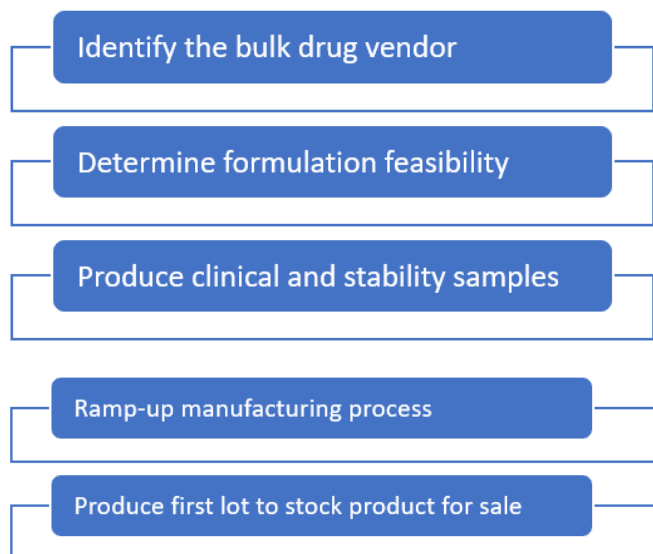 Identify the bulk drug vendor
Determine formulation feasibility
Produce clinical and stability samples
Ramp-up manufacturing process
Produce first lot to stock product for sale